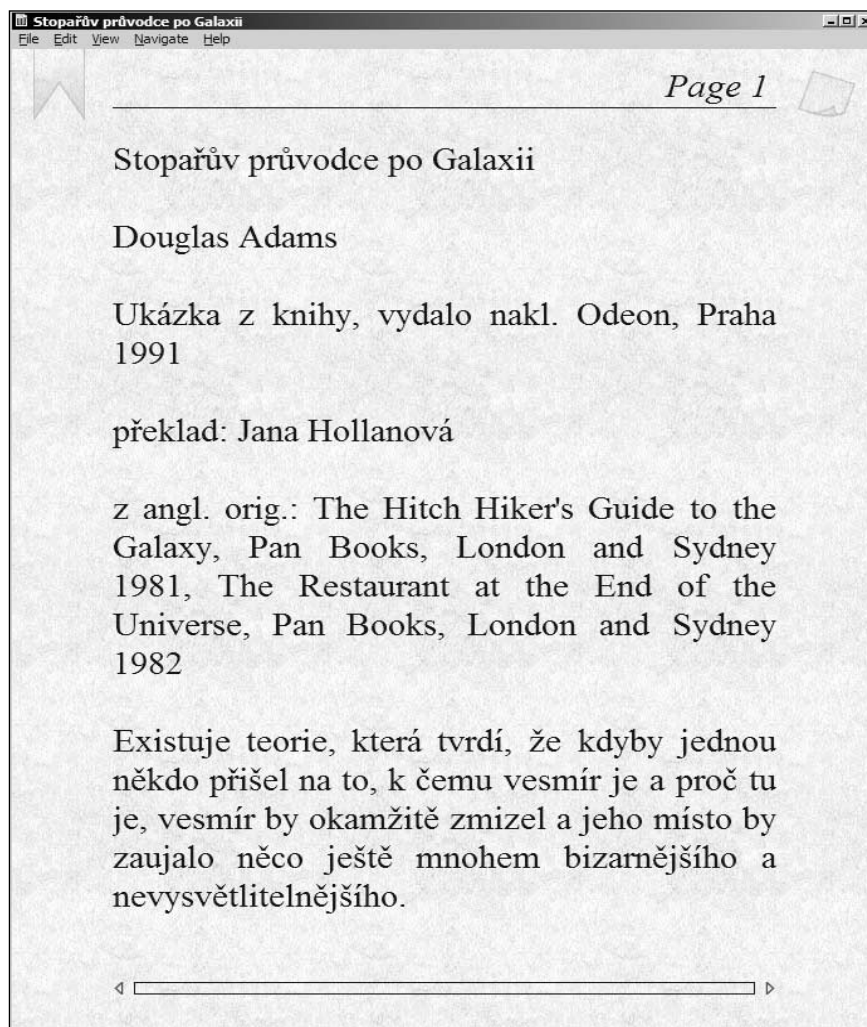 Stopařův průvodce po Galaxii
File Edit View Navigate Help
Page 1
Stopařův průvodce po Galaxii
Douglas Adams
Ukázka z knihy, vydalo nakl. Odeon, Praha
1991
překlad: Jana Hollanová
z angl. orig.: The Hitch Hiker's Guide to the
Galaxy, Pan Books, London and Sydney
1981, The Restaurant at the End of the
Universe, Pan Books, London and Sydney
1982
Existuje teorie, která tvrdí, že kdyby jednou
někdo přišel na to, k čemu vesmír je a proč tu
je, vesmír by okamžitě zmizel a jeho místo by
zaujalo něco ještě mnohem bizarnějšího a
nevysvětlitelnějšího.